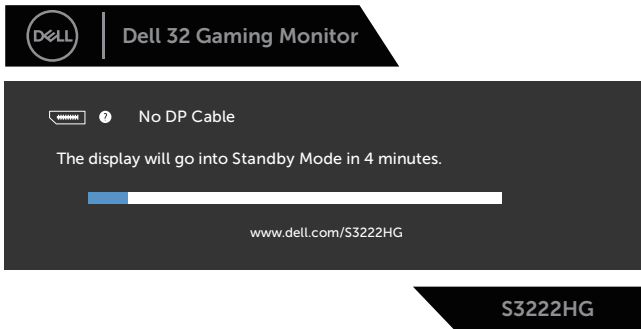 DELL
Dell 32 Gaming Monitor
? No DP Cable
The display will go into Standby Mode in 4 minutes.
www.dell.com/S3222HG
S3222HG